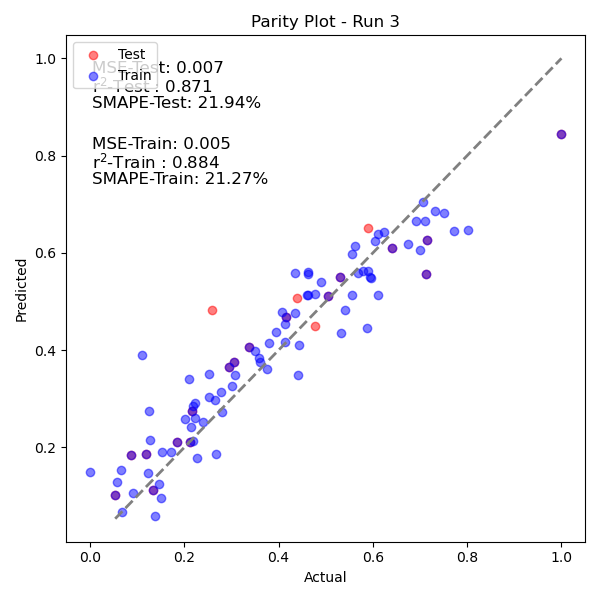 Parity Plot - Run 3
Test
Train
MSE-Test: 0.007
r²-Test : 0.871
SMAPE-Test: 21.94%
MSE-Train: 0.005
r²-Train : 0.884
SMAPE-Train: 21.27%
Predicted
1.0
0.8
0.6
0.4
0.2
0.0 0.2 0.4 0.6 0.8 1.0
Actual